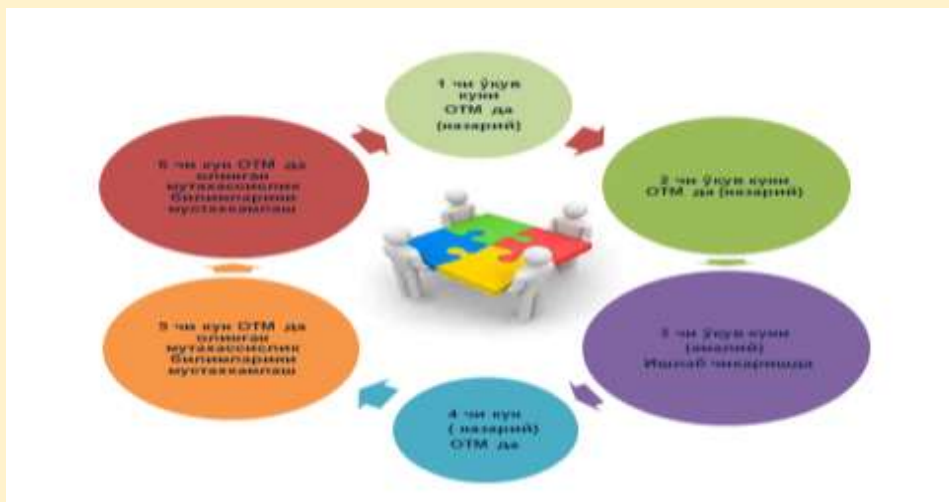 1 чи ўқув
куни
ОТМ да
(назарий)
2 чи ўқув куни
ОТМ да (назарий)
3 чи ўқув куни
(амалий)
Ишлаб чиқаришда
4 чи кун
( назарий)
ОТМ да
5 чи кун ОТМ да
олинган
мутахассислик
билимларини
мустахкамлаш
6 чи кун ОТМ да
олинган
мутахассислик
билимларини
мустахкамлаш